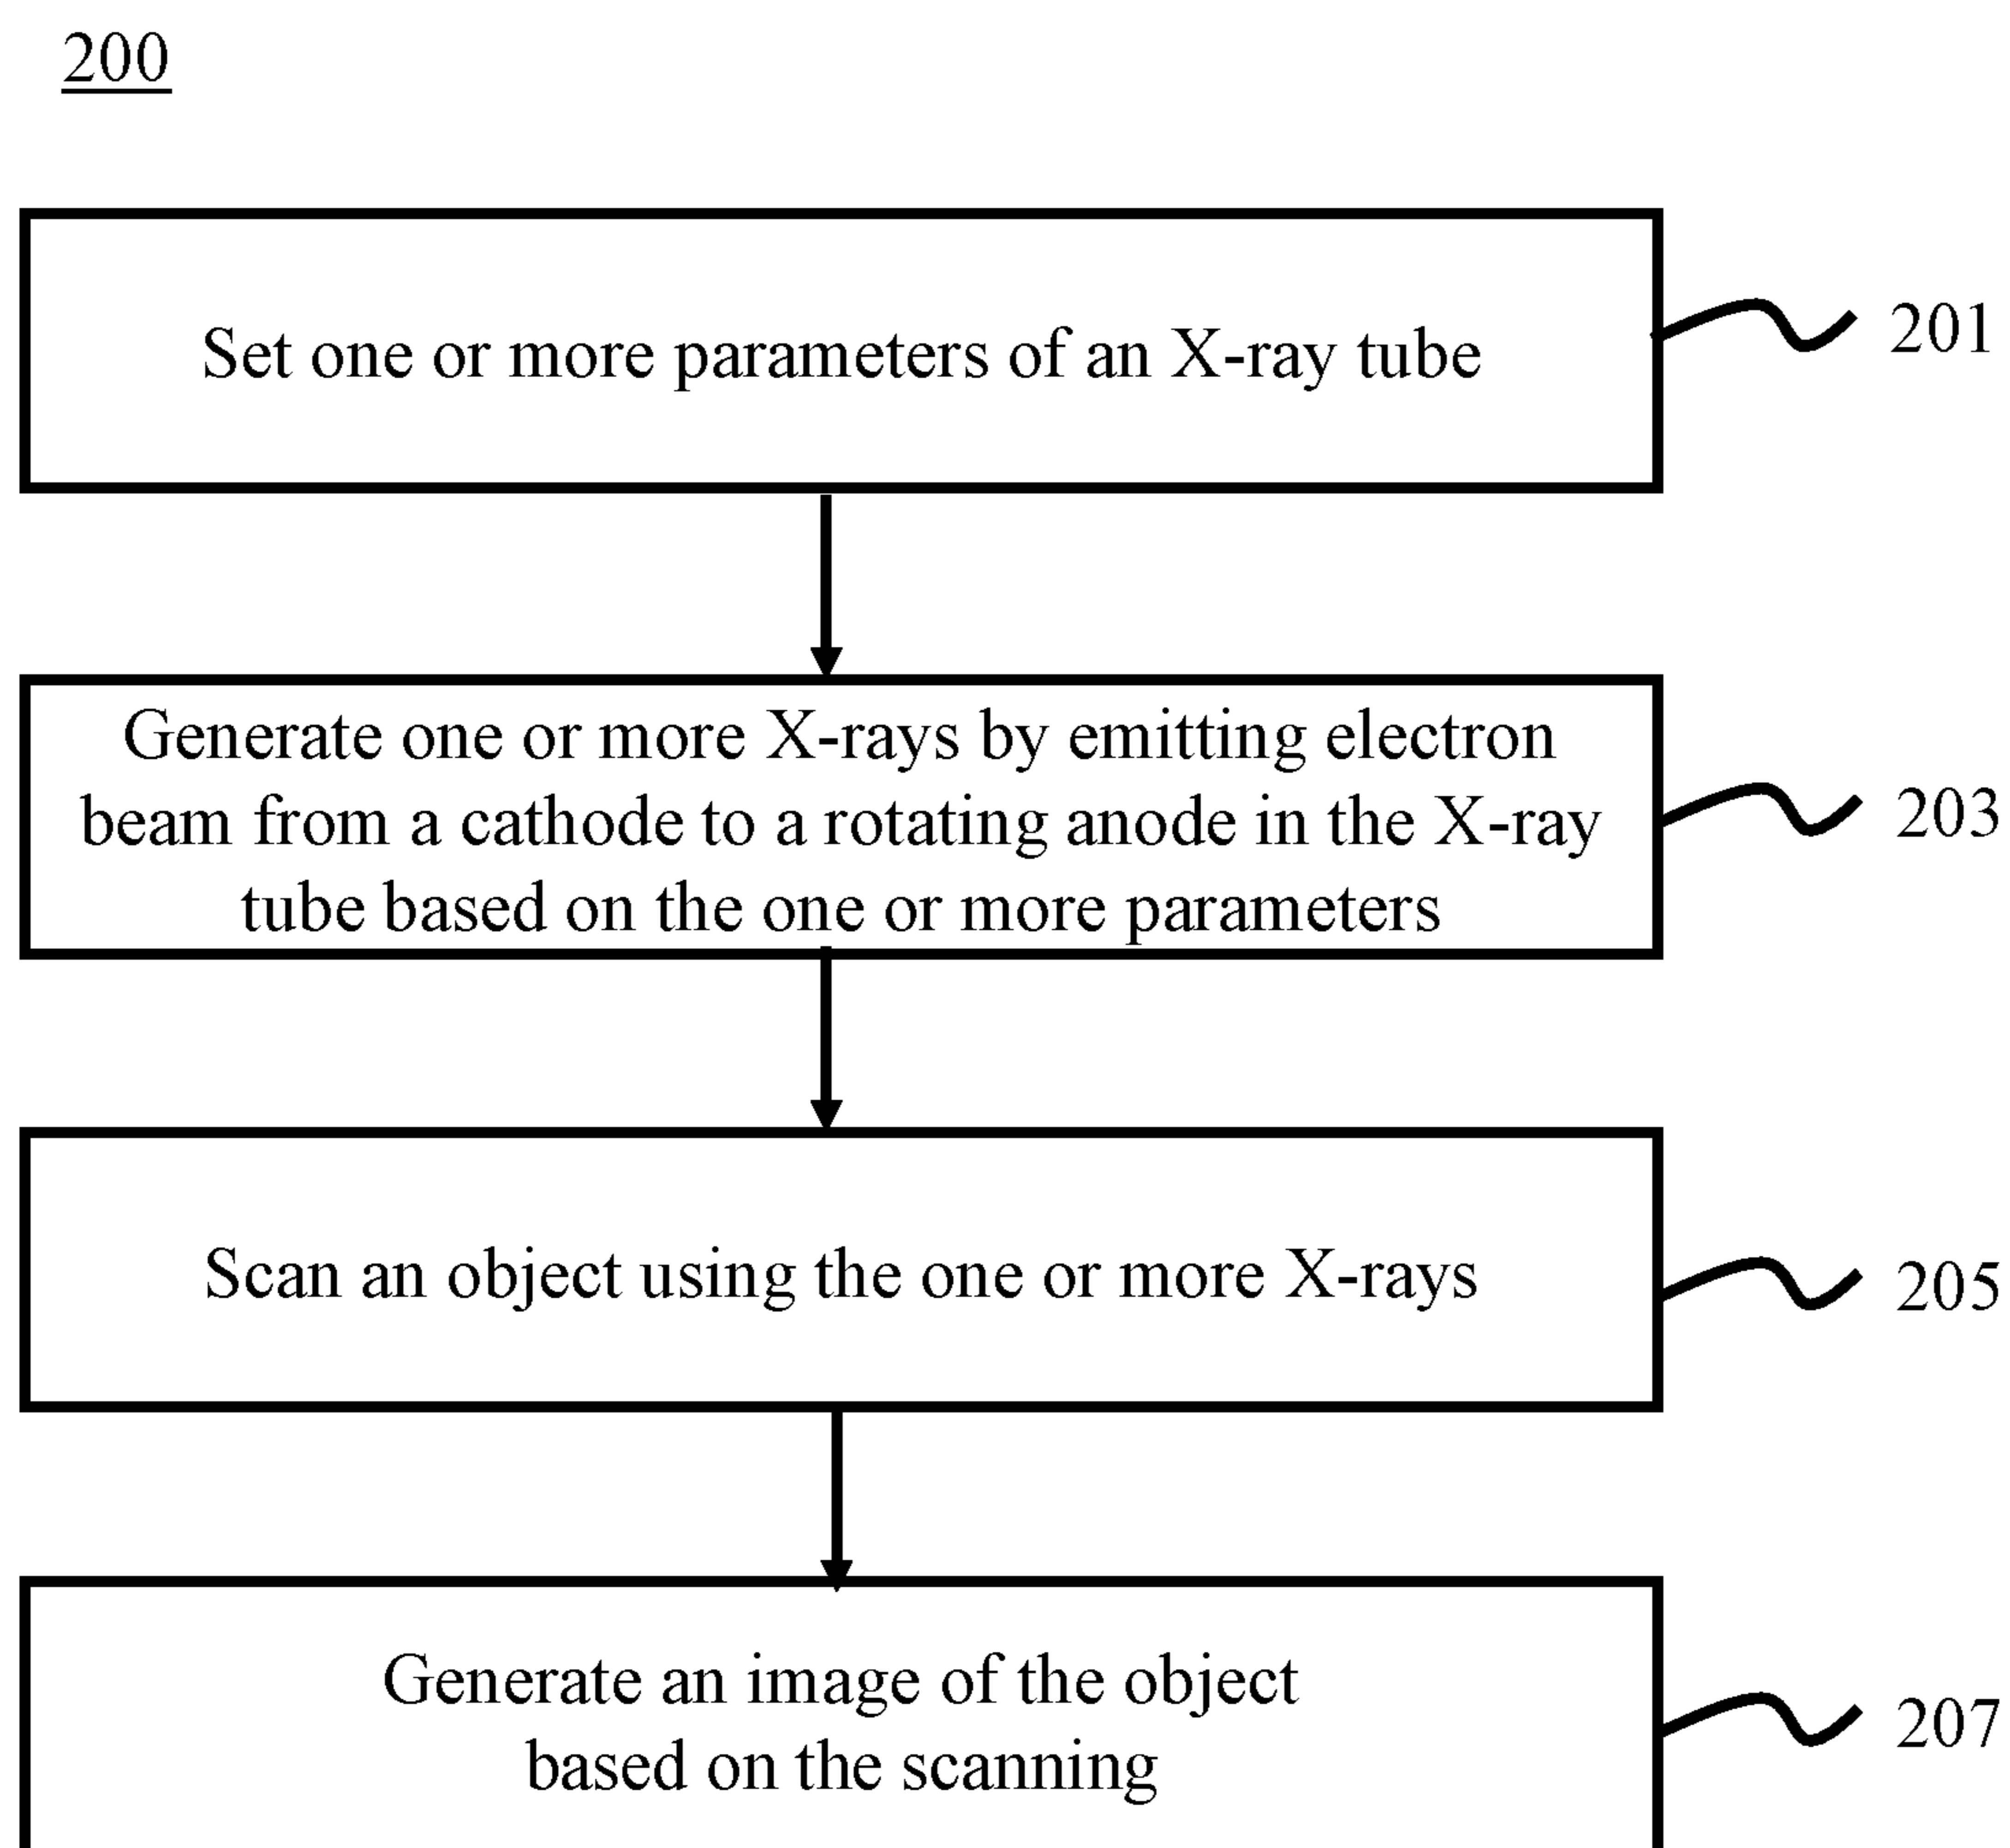 200
Set one or more parameters of an X-ray tube
201
Generate one or more X-rays by emitting electron
beam from a cathode to a rotating anode in the X-ray
tube based on the one or more parameters
203
Scan an object using the one or more X-rays
205
Generate an image of the object
based on the scanning
207